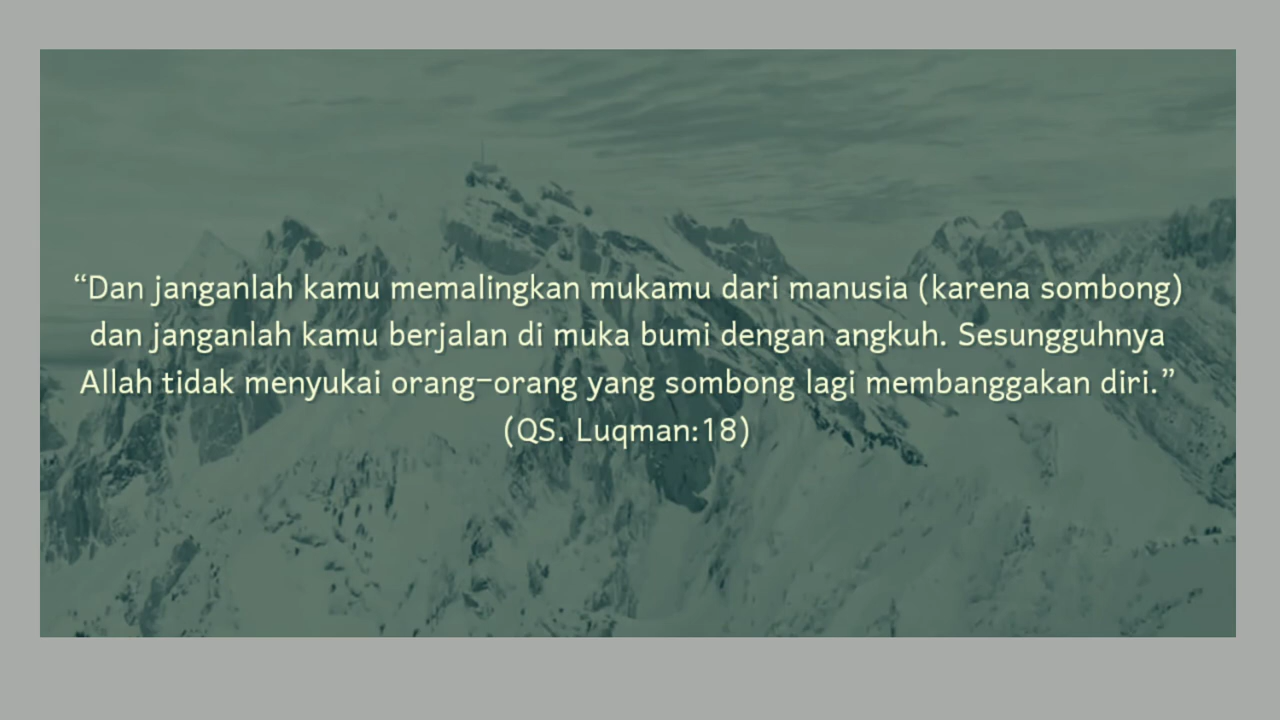 “Dan janganlah kamu memalingkan mukamu dari manusia (karena sombong)
dan janganlah kamu berjalan di muka bumi dengan angkuh. Sesungguhnya
Allah tidak menyukai orang-orang yang sombong lagi membanggakan diri.”
(QS. Luqman:18)